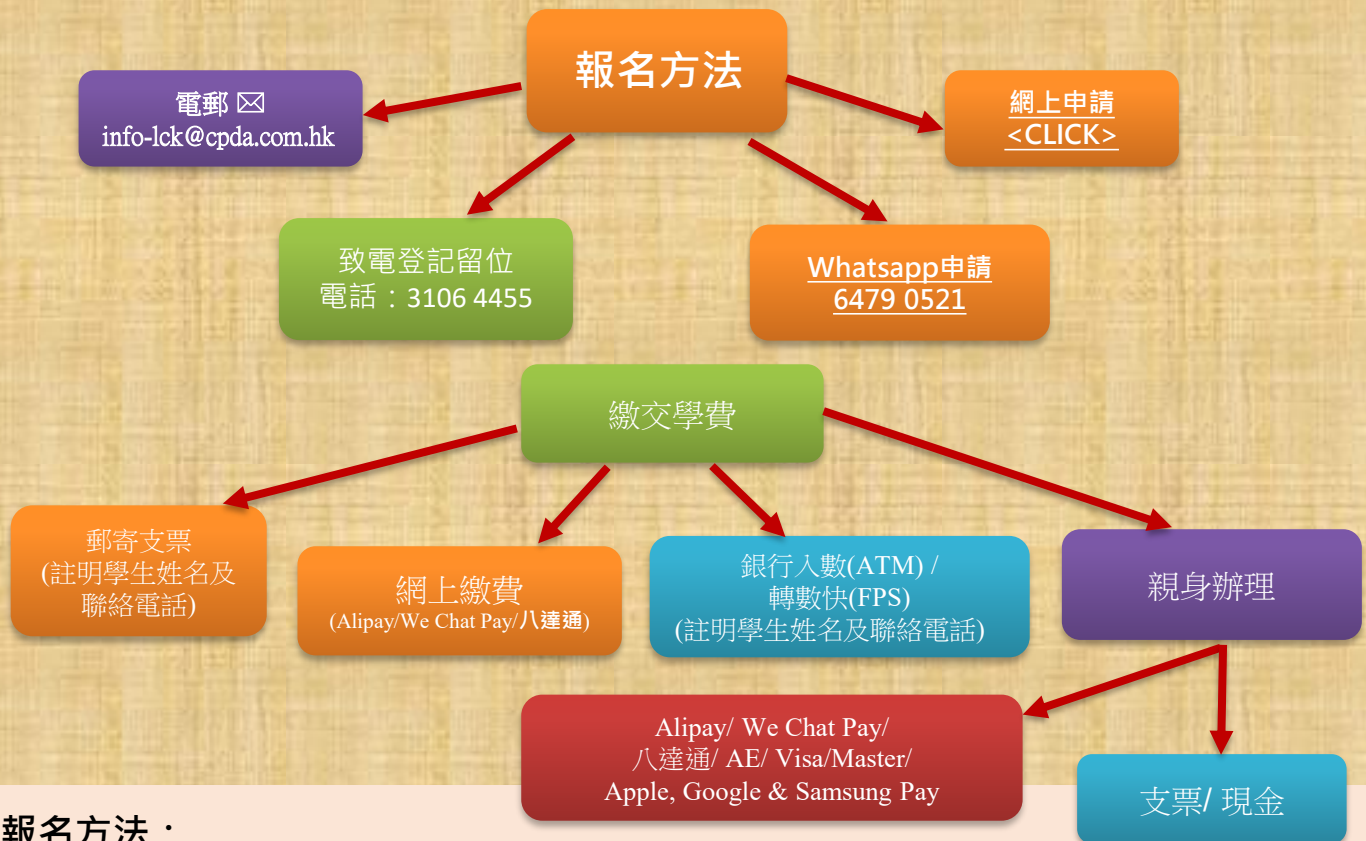 報名方法
電郵 ✉
info-lck@cpda.com.hk
網上申請
<CLICK>
致電登記留位
電話：3106 4455
Whatsapp申請
6479 0521
繳交學費
郵寄支票
(註明學生姓名及
聯絡電話)
網上繳費
(Alipay/We Chat Pay/八達通)
銀行入數(ATM) /
轉數快(FPS)
(註明學生姓名及聯絡電話)
親身辦理
Alipay/ We Chat Pay/
八達通/ AE/ Visa/Master/
Apple, Google & Samsung Pay
支票/ 現金
報名方法：